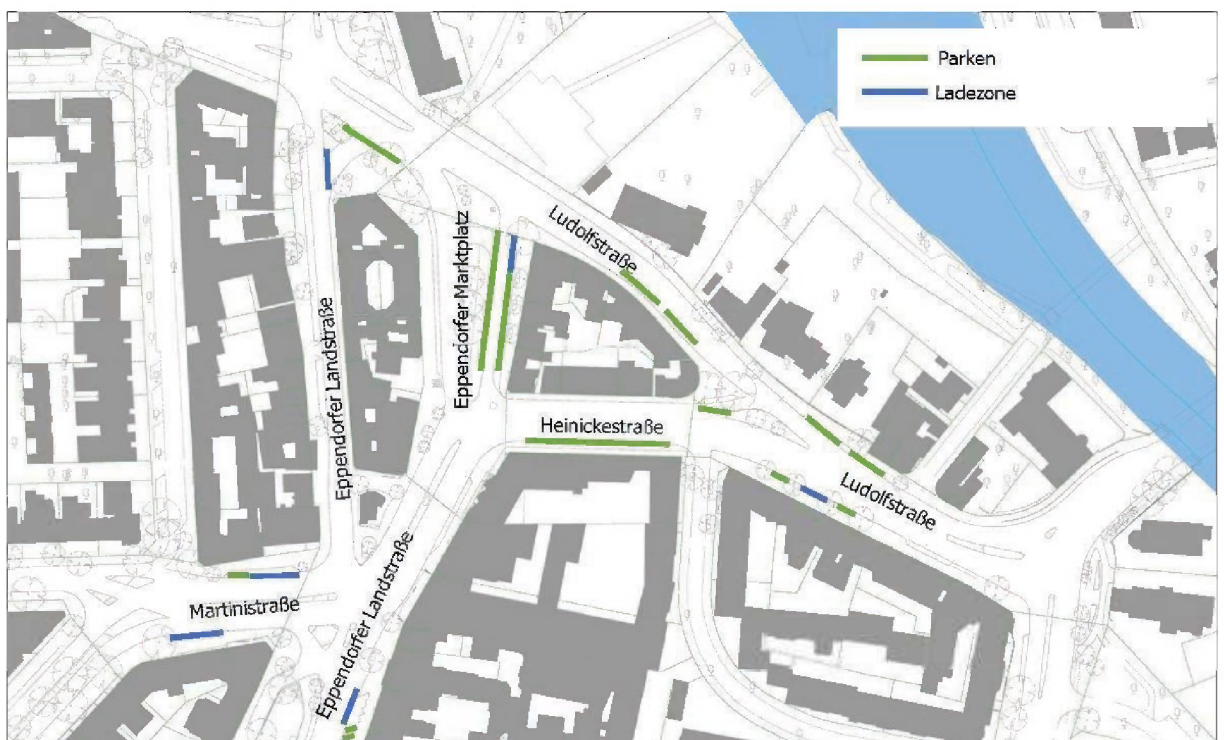 Parken
Ladezone
Ludolfstraße
Eppendorfer Marktplatz
Eppendorfer Landstraße
Heinickestraße
Ludolfstraße
Eppendorfer Landstraße
Martinistraße